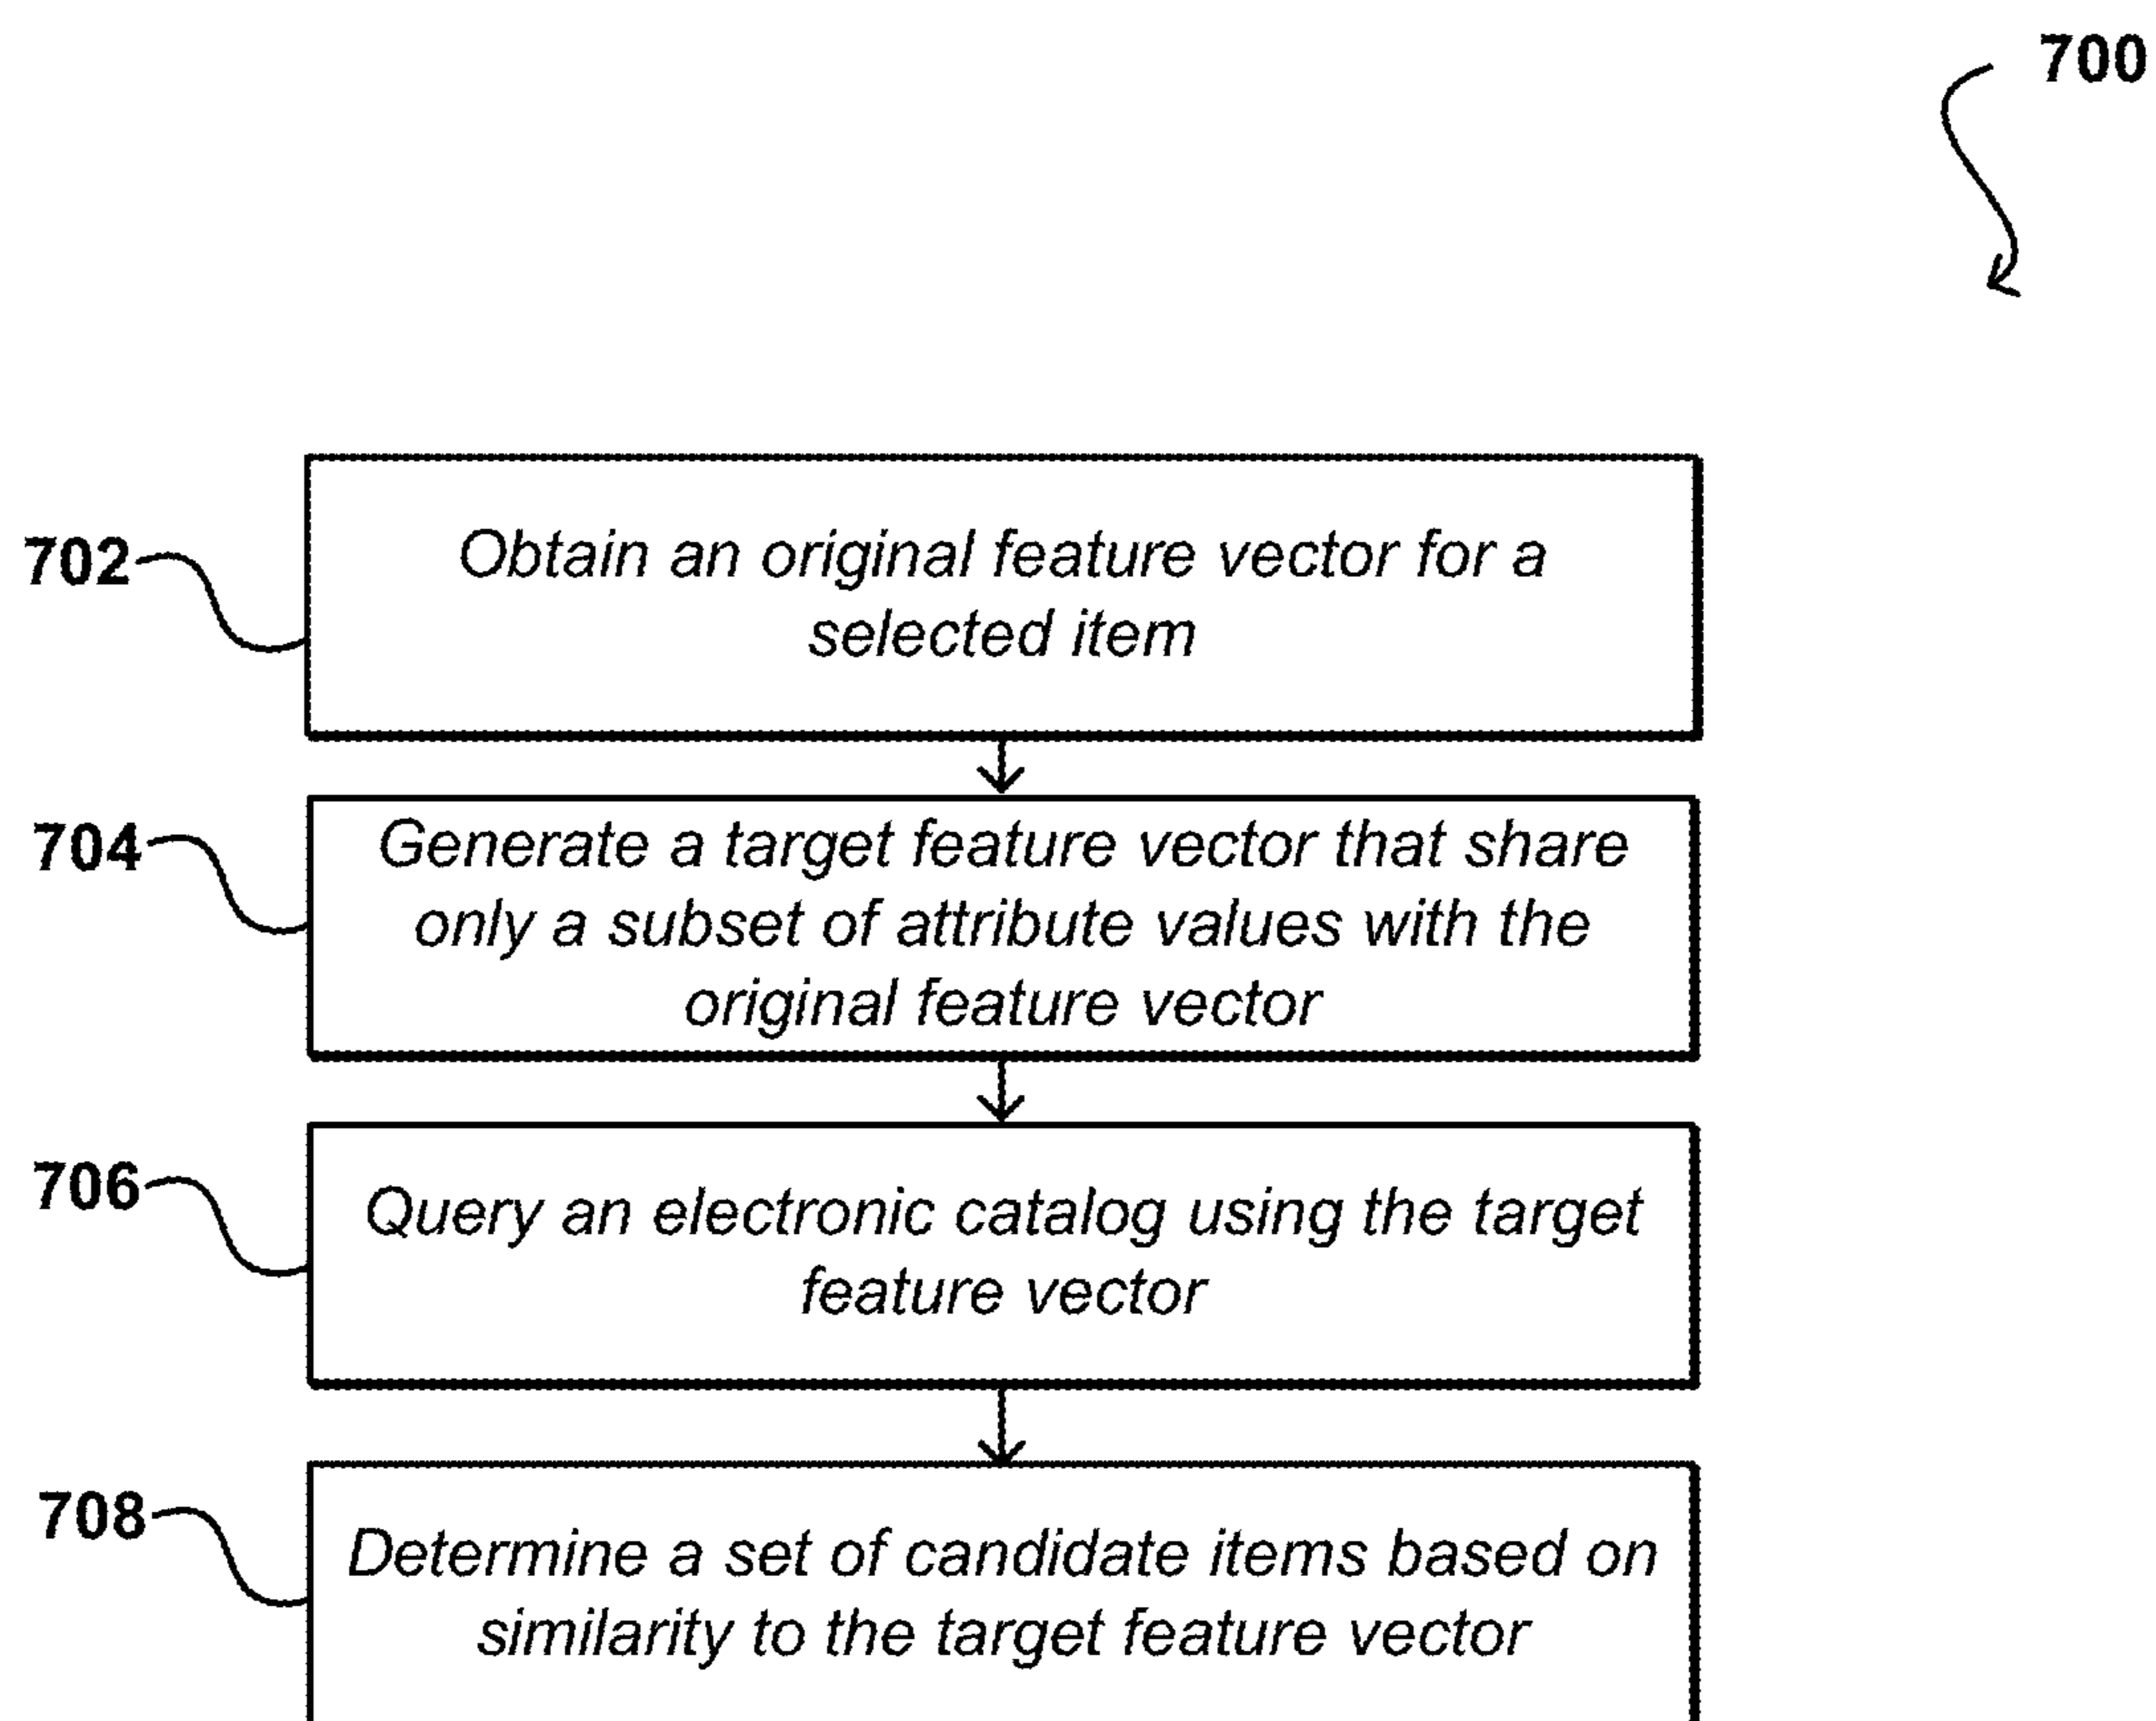 700
702
Obtain an original feature vector for a
selected item
704
Generate a target feature vector that share
only a subset of attribute values with the
original feature vector
706
Query an electronic catalog using the target
feature vector
708
Determine a set of candidate items based on
similarity to the target feature vector